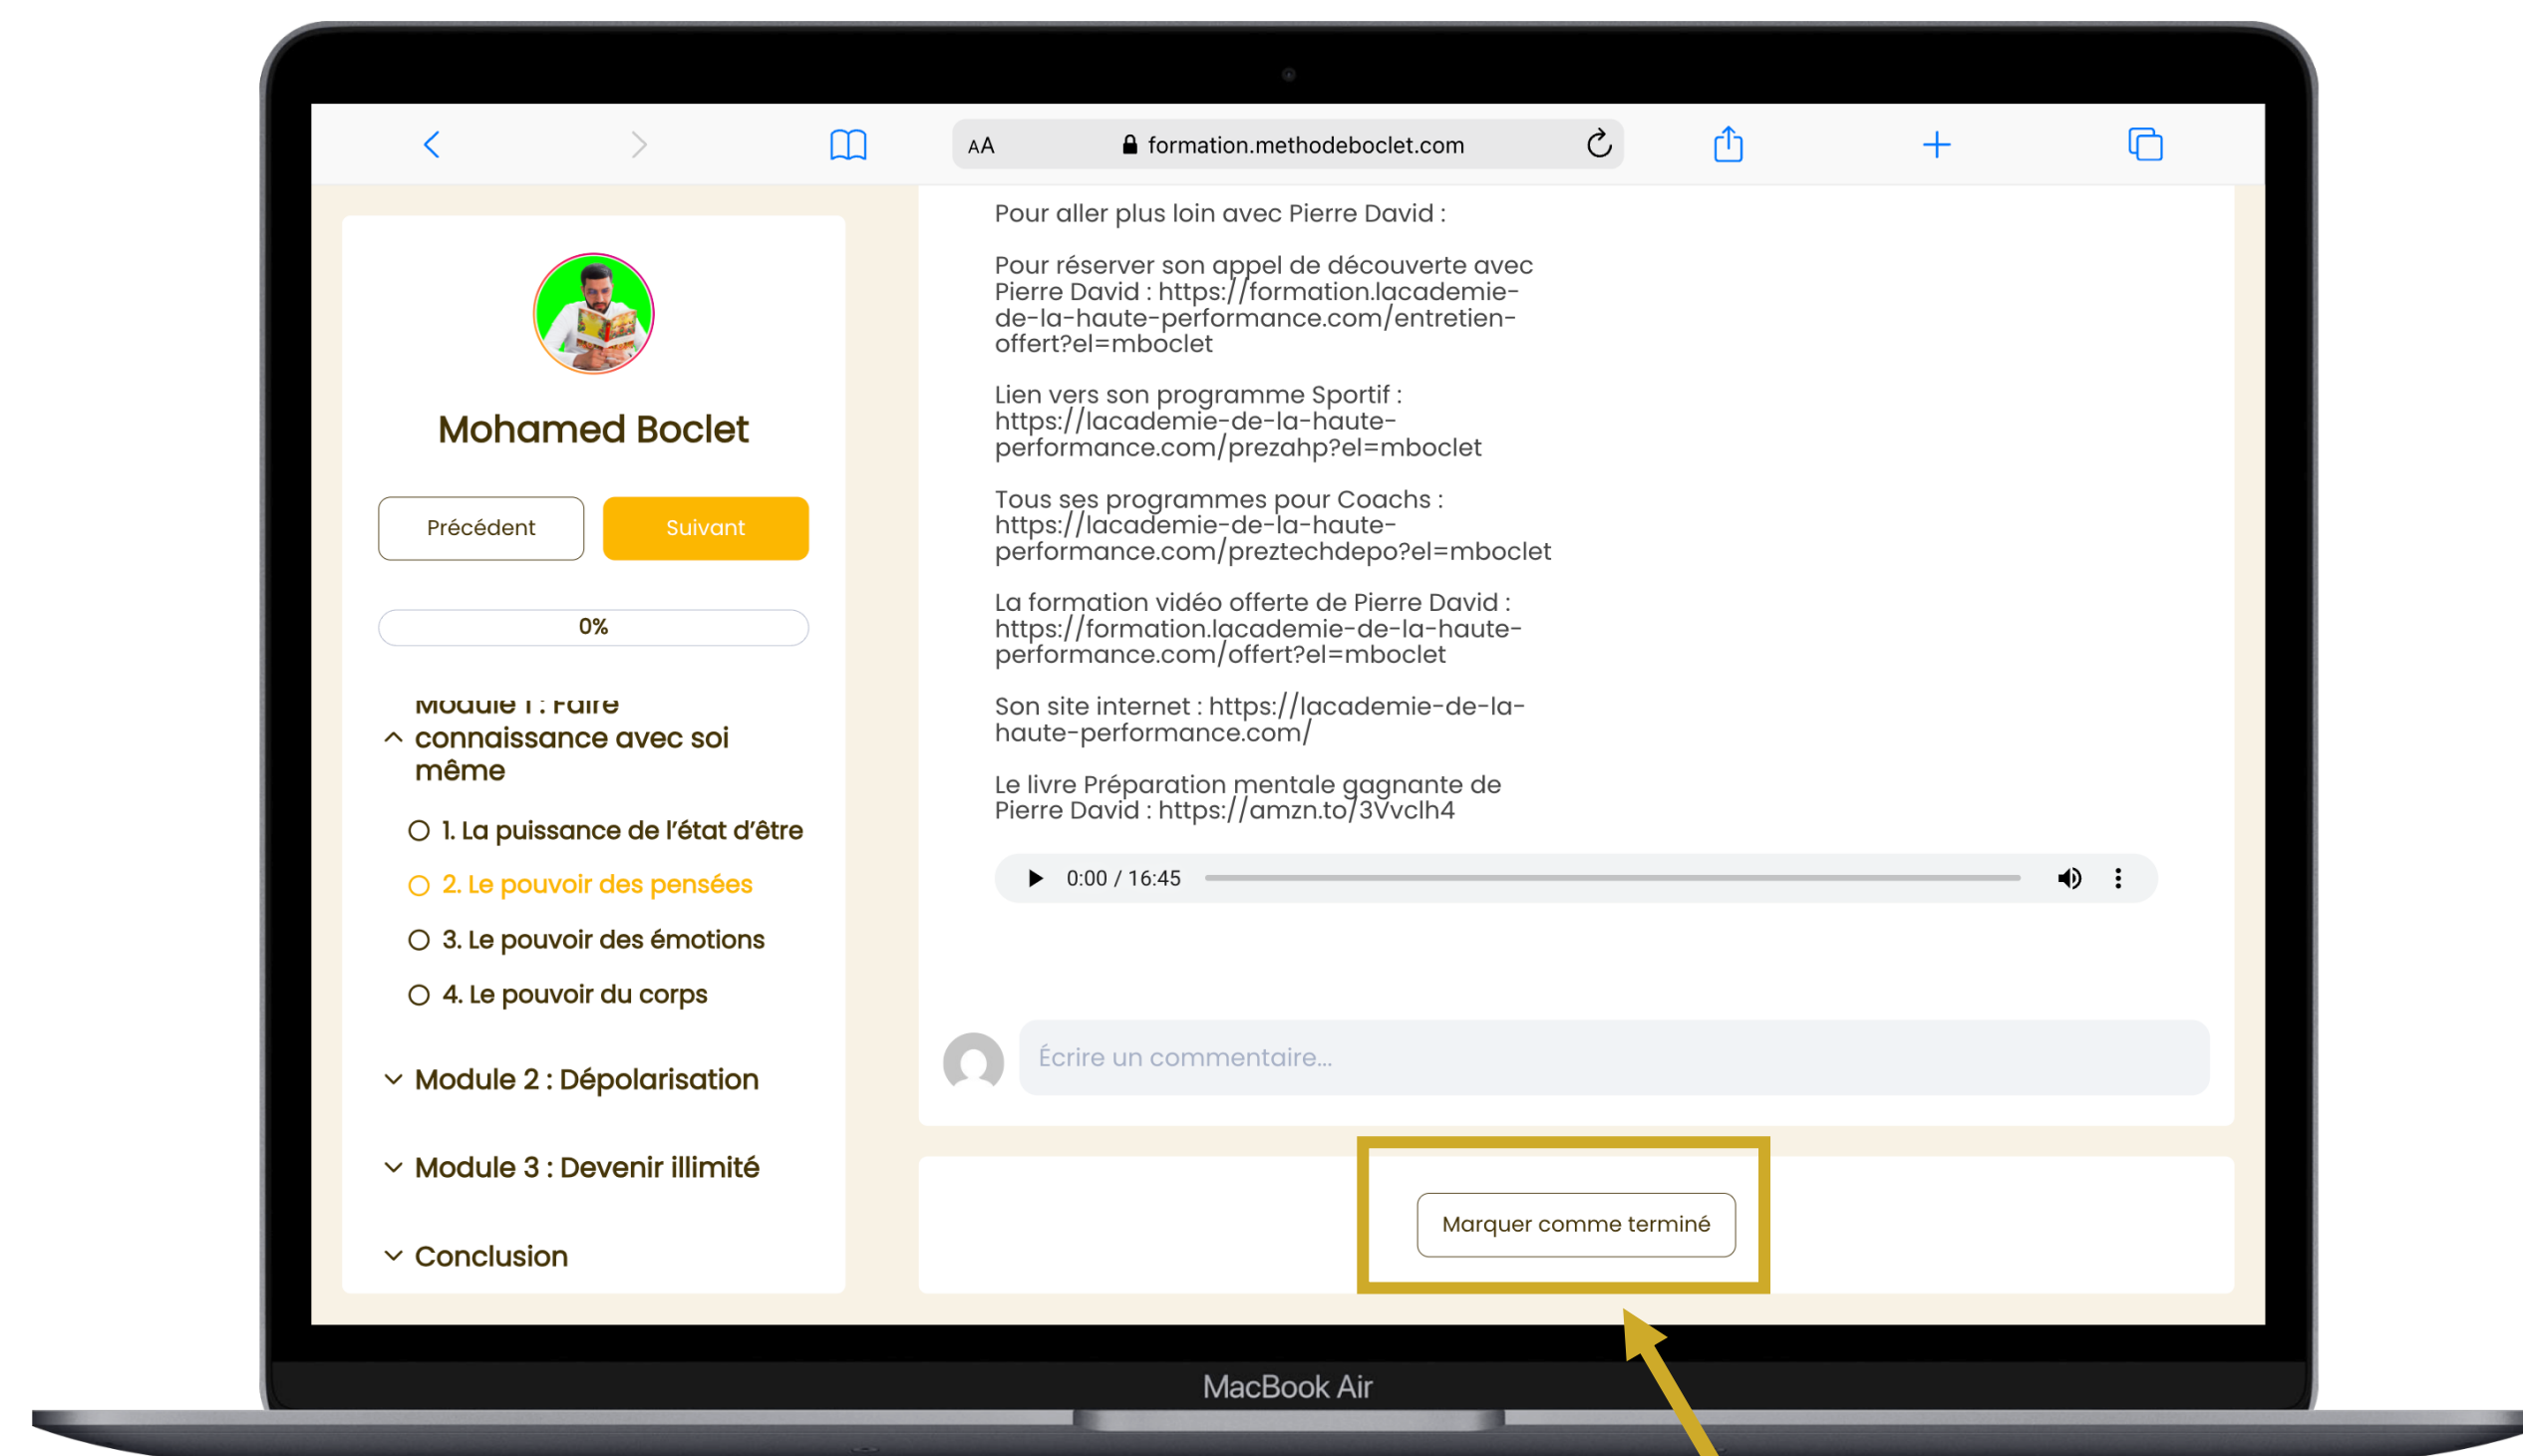 AA formation.methodeboclet.com
Mohamed Boclet
Précédent Suivant
0%
Module 1 : Faire
connaissance avec soi
même
1. La puissance de l'état d'être
2. Le pouvoir des pensées
3. Le pouvoir des émotions
4. Le pouvoir du corps
Module 2 : Dépolarisation
Module 3 : Devenir illimité
Conclusion
Pour aller plus loin avec Pierre David :
Pour réserver son appel de découverte avec
Pierre David : https://formation.lacademie-
de-la-haute-performance.com/entretien-
offert?el=mboclet
Lien vers son programme Sportif :
https://lacademie-de-la-haute-
performance.com/prezahp?el=mboclet
Tous ses programmes pour Coachs :
https://lacademie-de-la-haute-
performance.com/preztechdepo?el=mboclet
La formation vidéo offerte de Pierre David :
https://formation.lacademie-de-la-haute-
performance.com/offert?el=mboclet
Son site internet : https://lacademie-de-la-
haute-performance.com/
Le livre Préparation mentale gagnante de
Pierre David : https://amzn.to/3Vvclh4
0:00 / 16:45
Écrire un commentaire...
Marquer comme terminé
MacBook Air